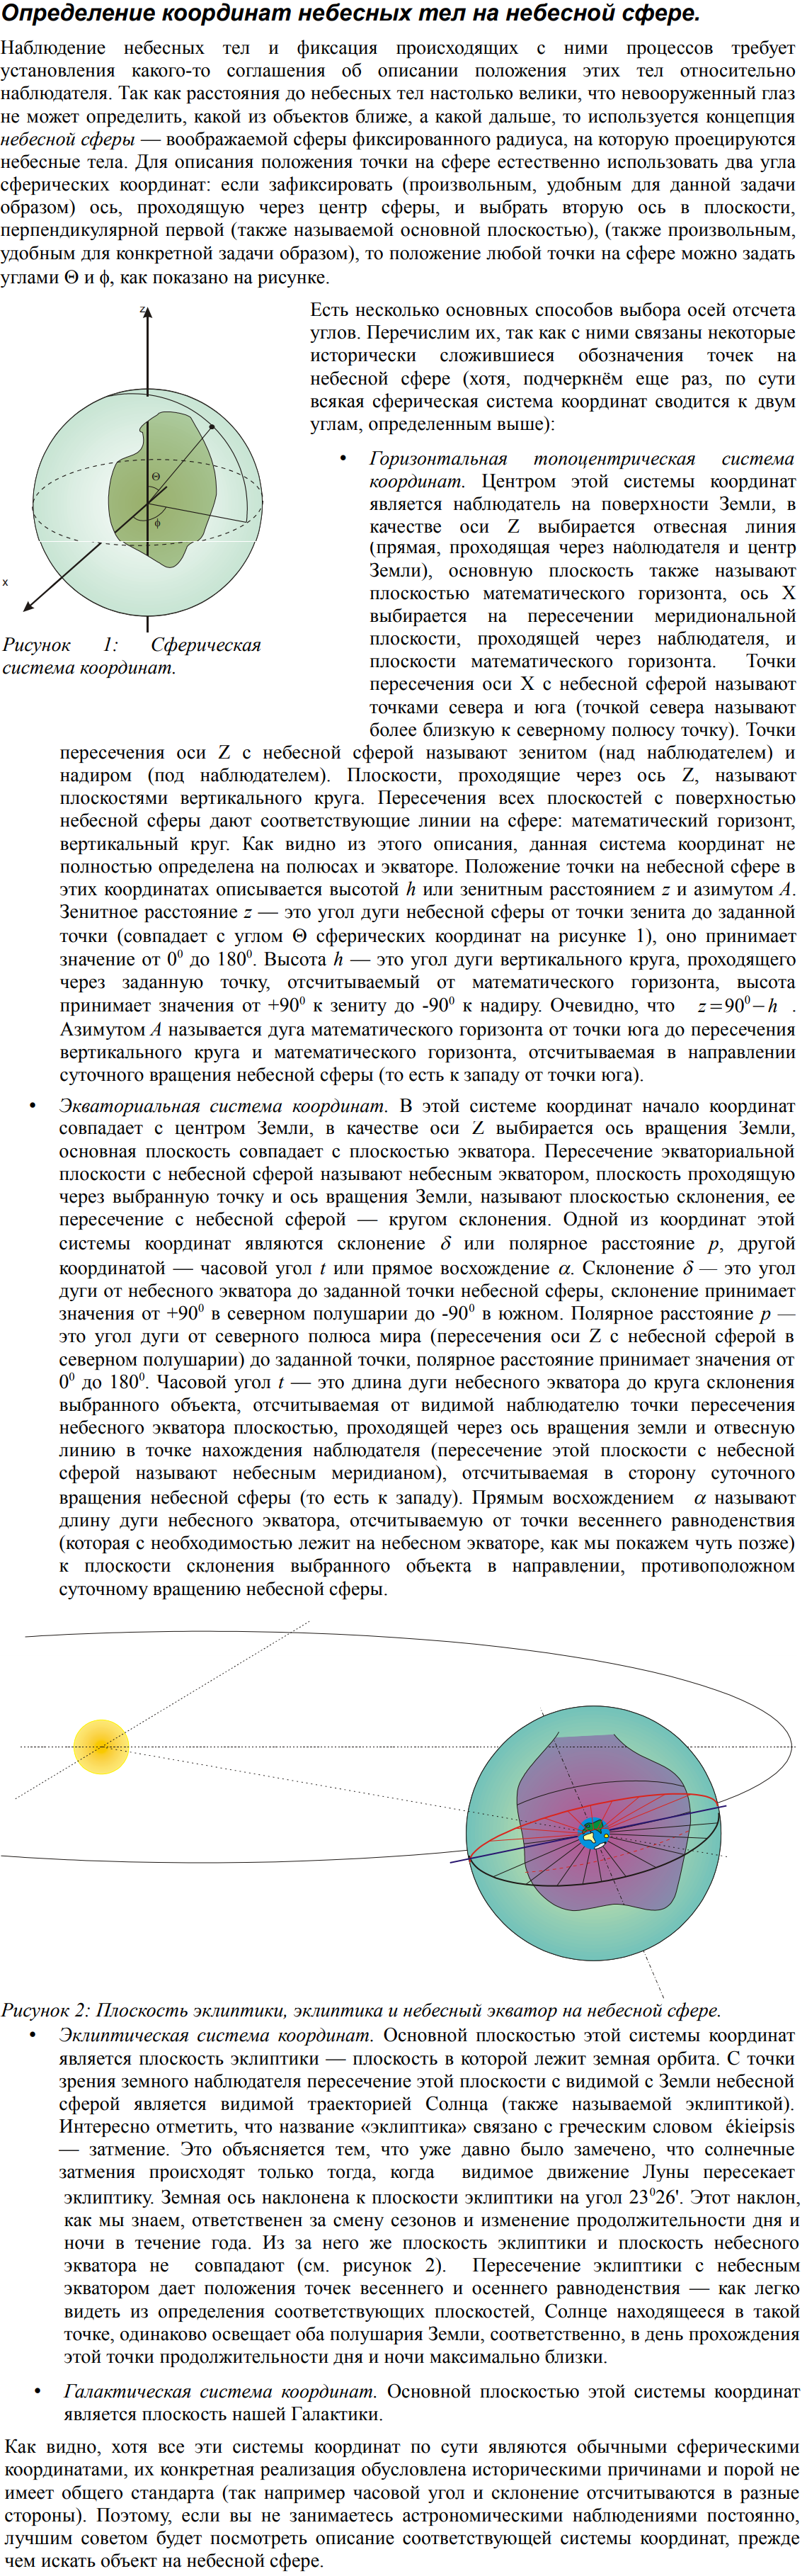 Определение координат небесных тел на небесной сфере.
Наблюдение небесных тел и фиксация происходящих с ними процессов требует
установления какого-то соглашения об описании положения этих тел относительно
наблюдателя. Так как расстояния до небесных тел настолько велики, что невооруженный глаз
не может определить, какой из объектов ближе, а какой дальше, то используется концепция
небесной сферы — воображаемой сферы фиксированного радиуса, на которую проецируются
небесные тела. Для описания положения точки на сфере естественно использовать два угла
сферических координат: если зафиксировать (произвольным, удобным для данной задачи
образом) ось, проходящую через центр сферы, и выбрать вторую ось в плоскости,
перпендикулярной первой (также называемой основной плоскостью), (также произвольным,
удобным для конкретной задачи образом), то положение любой точки на сфере можно задать
углами Θ и ϕ, как показано на рисунке.
z
Θ
ϕ
x
Рисунок 1: Сферическая
система координат.
Есть несколько основных способов выбора осей отсчета
углов. Перечислим их, так как с ними связаны некоторые
исторически сложившиеся обозначения точек на
небесной сфере (хотя, подчеркнём еще раз, по сути
всякая сферическая система координат сводится к двум
углам, определенным выше):
• Горизонтальная топоцентрическая система
координат. Центром этой системы координат
является наблюдатель на поверхности Земли, в
качестве оси Z выбирается отвесная линия
(прямая, проходящая через наблюдателя и центр
Земли), основную плоскость также называют
плоскостью математического горизонта, ось X
выбирается на пересечении меридиональной
плоскости, проходящей через наблюдателя, и
плоскости математического горизонта. Точки
пересечения оси X с небесной сферой называют
точками севера и юга (точкой севера называют
более близкую к северному полюсу точку). Точки
пересечения оси Z с небесной сферой называют зенитом (над наблюдателем) и
надиром (под наблюдателем). Плоскости, проходящие через ось Z, называют
плоскостями вертикального круга. Пересечения всех плоскостей с поверхностью
небесной сферы дают соответствующие линии на сфере: математический горизонт,
вертикальный круг. Как видно из этого описания, данная система координат не
полностью определена на полюсах и экваторе. Положение точки на небесной сфере в
этих координатах описывается высотой h или зенитным расстоянием z и азимутом A.
Зенитное расстояние z — это угол дуги небесной сферы от точки зенита до заданной
точки (совпадает с углом Θ сферических координат на рисунке 1), оно принимает
значение от 0⁰ до 180⁰. Высота h — это угол дуги вертикального круга, проходящего
через заданную точку, отсчитываемый от математического горизонта, высота
принимает значения от +90⁰ к зениту до -90⁰ к надиру. Очевидно, что z=90⁰−h .
Азимутом A называется дуга математического горизонта от точки юга до пересечения
вертикального круга и математического горизонта, отсчитываемая в направлении
суточного вращения небесной сферы (то есть к западу от точки юга).
• Экваториальная система координат. В этой системе координат начало координат
совпадает с центром Земли, в качестве оси Z выбирается ось вращения Земли,
основная плоскость совпадает с плоскостью экватора. Пересечение экваториальной
плоскости с небесной сферой называют небесным экватором, плоскость проходящую
через выбранную точку и ось вращения Земли, называют плоскостью склонения, ее
пересечение с небесной сферой — кругом склонения. Одной из координат этой
системы координат являются склонение δ или полярное расстояние p, другой
координатой — часовой угол t или прямое восхождение α. Склонение δ — это угол
дуги от небесного экватора до заданной точки небесной сферы, склонение принимает
значения от +90⁰ в северном полушарии до -90⁰ в южном. Полярное расстояние p —
это угол дуги от северного полюса мира (пересечения оси Z с небесной сферой в
северном полушарии) до заданной точки, полярное расстояние принимает значения от
0⁰ до 180⁰. Часовой угол t — это длина дуги небесного экватора до круга склонения
выбранного объекта, отсчитываемая от видимой наблюдателю точки пересечения
небесного экватора плоскостью, проходящей через ось вращения земли и отвесную
линию в точке нахождения наблюдателя (пересечение этой плоскости с небесной
сферой называют небесным меридианом), отсчитываемая в сторону суточного
вращения небесной сферы (то есть к западу). Прямым восхождением α называют
длину дуги небесного экватора, отсчитываемую от точки весеннего равноденствия
(которая с необходимостью лежит на небесном экваторе, как мы покажем чуть позже)
к плоскости склонения выбранного объекта в направлении, противоположном
суточному вращению небесной сферы.
Рисунок 2: Плоскость эклиптики, эклиптика и небесный экватор на небесной сфере.
• Эклиптическая система координат. Основной плоскостью этой системы координат
является плоскость эклиптики — плоскость в которой лежит земная орбита. С точки
зрения земного наблюдателя пересечение этой плоскости с видимой с Земли небесной
сферой является видимой траекторией Солнца (также называемой эклиптикой).
Интересно отметить, что название «эклиптика» связано с греческим словом ékieipsis
— затмение. Это объясняется тем, что уже давно было замечено, что солнечные
затмения происходят только тогда, когда видимое движение Луны пересекает
эклиптику. Земная ось наклонена к плоскости эклиптики на угол 23⁰26'. Этот наклон,
как мы знаем, ответственен за смену сезонов и изменение продолжительности дня и
ночи в течение года. Из за него же плоскость эклиптики и плоскость небесного
экватора не совпадают (см. рисунок 2). Пересечение эклиптики с небесным
экватором дает положения точек весеннего и осеннего равноденствия — как легко
видеть из определения соответствующих плоскостей, Солнце находящееся в такой
точке, одинаково освещает оба полушария Земли, соответственно, в день прохождения
этой точки продолжительности дня и ночи максимально близки.
• Галактическая система координат. Основной плоскостью этой системы координат
является плоскость нашей Галактики.
Как видно, хотя все эти системы координат по сути являются обычными сферическими
координатами, их конкретная реализация обусловлена историческими причинами и порой не
имеет общего стандарта (так например часовой угол и склонение отсчитываются в разные
стороны). Поэтому, если вы не занимаетесь астрономическими наблюдениями постоянно,
лучшим советом будет посмотреть описание соответствующей системы координат, прежде
чем искать объект на небесной сфере.